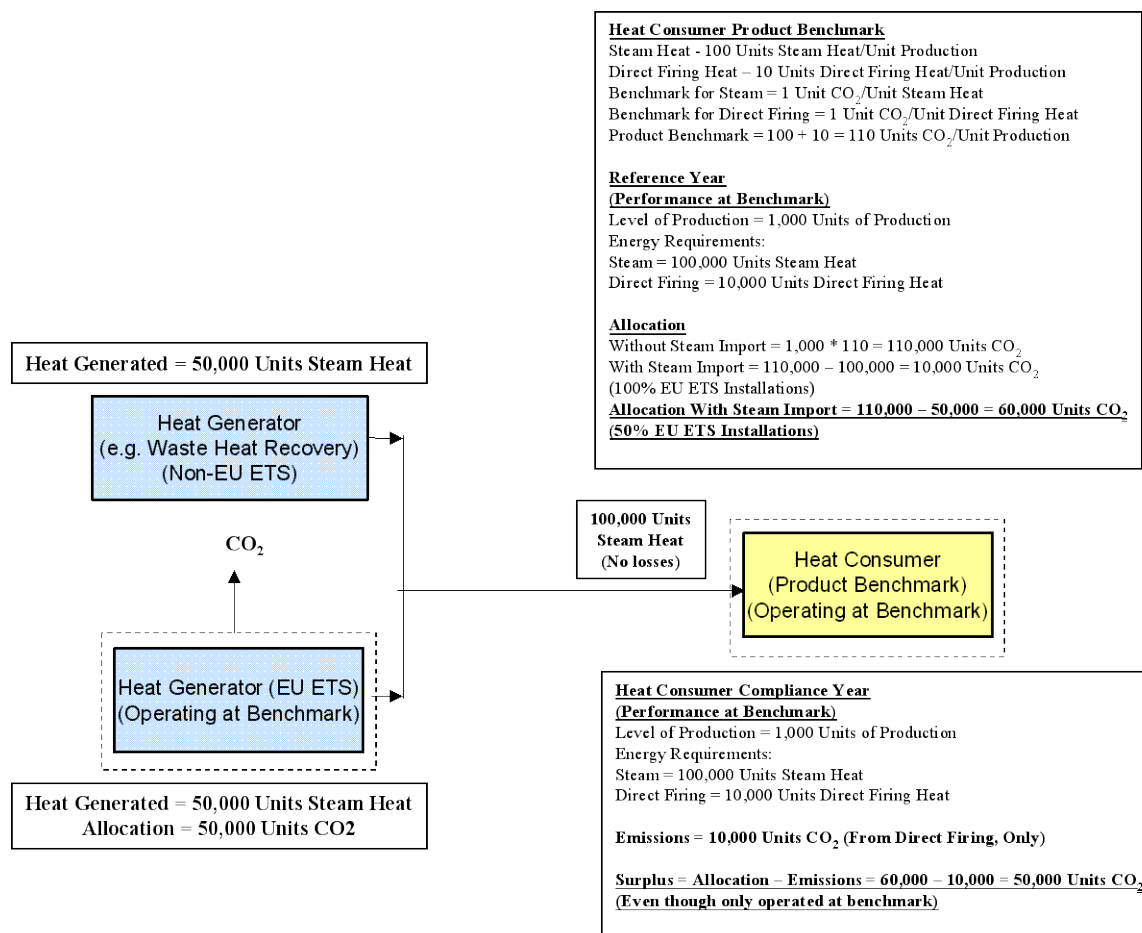 Heat Consumer Product Benchmark
Steam Heat - 100 Units Steam Heat/Unit Production
Direct Firing Heat – 10 Units Direct Firing Heat/Unit Production
Benchmark for Steam = 1 Unit CO₂/Unit Steam Heat
Benchmark for Direct Firing = 1 Unit CO₂/Unit Direct Firing Heat
Product Benchmark = 100 + 10 = 110 Units CO₂/Unit Production
Reference Year
(Performance at Benchmark)
Level of Production = 1,000 Units of Production
Energy Requirements:
Steam = 100,000 Units Steam Heat
Direct Firing = 10,000 Units Direct Firing Heat
Allocation
Without Steam Import = 1,000 * 110 = 110,000 Units CO₂
With Steam Import = 110,000 – 100,000 = 10,000 Units CO₂
(100% EU ETS Installations)
Allocation With Steam Import = 110,000 – 50,000 = 60,000 Units CO₂
(50% EU ETS Installations)
Heat Generated = 50,000 Units Steam Heat
Heat Generator
(e.g. Waste Heat Recovery)
(Non-EU ETS)
100,000 Units
Steam Heat
(No losses)
CO₂
Heat Consumer
(Product Benchmark)
(Operating at Benchmark)
Heat Generator (EU ETS)
(Operating at Benchmark)
Heat Generated = 50,000 Units Steam Heat
Allocation = 50,000 Units CO2
Heat Consumer Compliance Year
(Performance at Benchmark)
Level of Production = 1,000 Units of Production
Energy Requirements:
Steam = 100,000 Units Steam Heat
Direct Firing = 10,000 Units Direct Firing Heat
Emissions = 10,000 Units CO₂ (From Direct Firing, Only)
Surplus = Allocation – Emissions = 60,000 – 10,000 = 50,000 Units CO₂
(Even though only operated at benchmark)